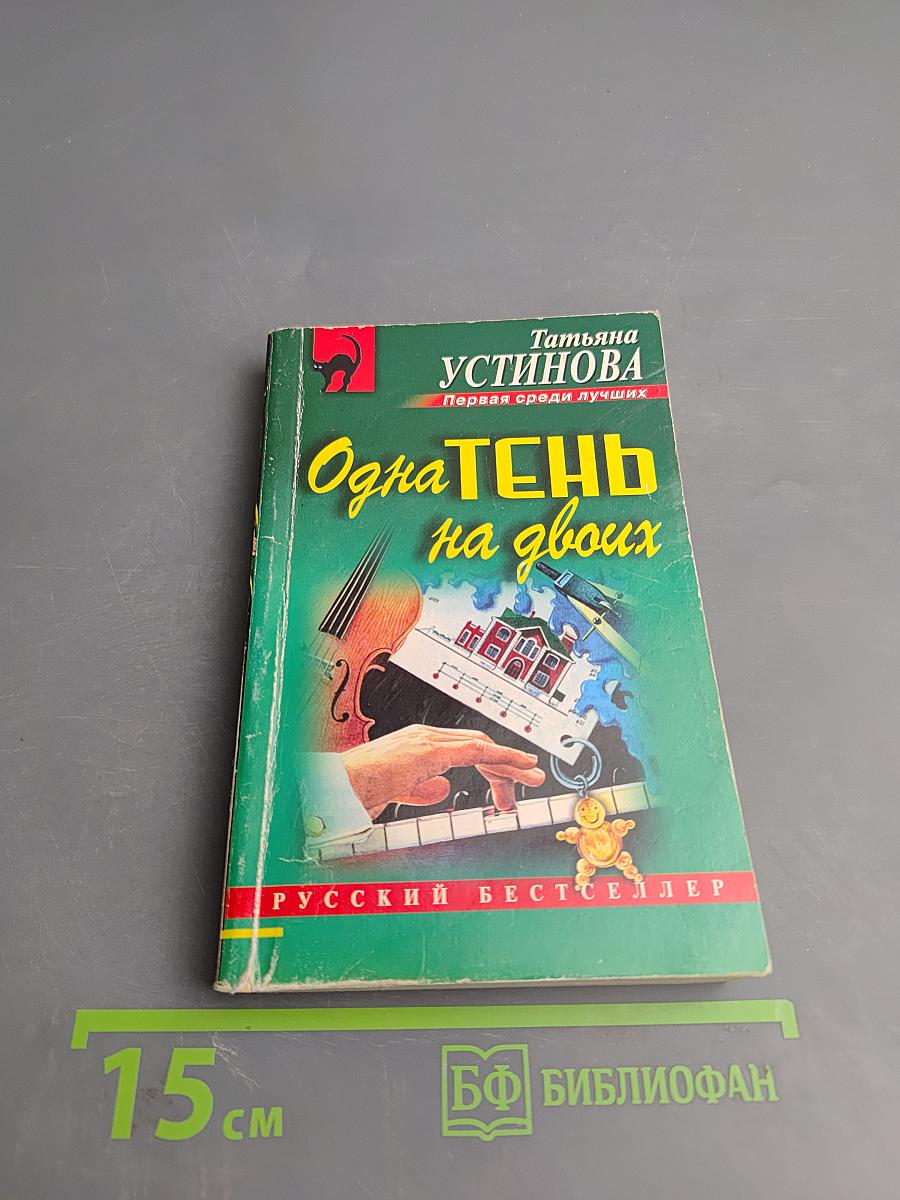 Татьяна
УСТИНОВА
Первая среди лучших
Одна ТЕНЬ
на двоих
РУССКИЙ БЕСТСЕЛЛЕР
15 см
БФ БИБЛИОФАН